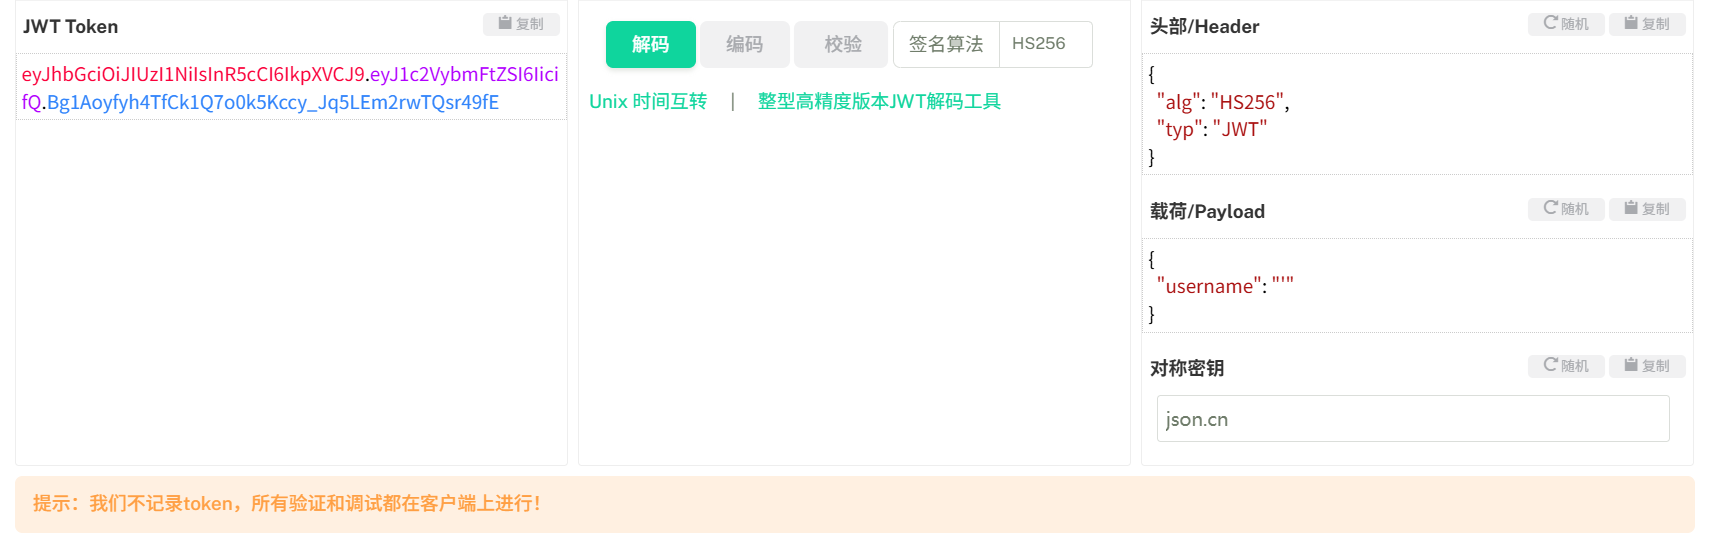 JWT Token
复制
eyJhbGciOiJIUzI1NiIsInR5cCI6IkpXVCJ9.eyJ1c2VybmFtZSI6Iici
fQ.Bg1Aoyfyh4TfCk1Q7o0k5Kccy_Jq5LEm2rwTQsr49fE
解码
编码
校验
签名算法
HS256
Unix 时间互转 | 整型高精度版本JWT解码工具
头部/Header
随机
复制
{
"alg": "HS256",
"typ": "JWT"
}
载荷/Payload
随机
复制
{
"username": "'"
}
对称密钥
随机
复制
json.cn
提示：我们不记录token，所有验证和调试都在客户端上进行！